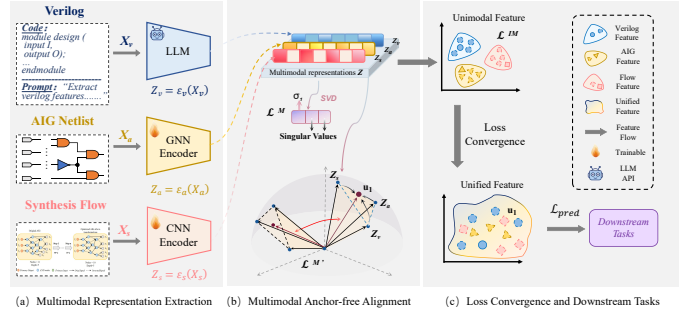 Verilog
Code:
module design (
input I,
output O);
...
endmodule
Prompt: "Extract
verilog features......"
X_v
LLM
Z_v = ε_v(X_v)
AIG Netlist
X_a
GNN
Encoder
Z_a = ε_a(X_a)
Synthesis Flow
X_s
CNN
Encoder
Z_s = ε_s(X_s)
(a) Multimodal Representation Extraction
Z_v
Z_a
Z_s
Multimodal representations Z
σ_1
SVD
ℒ^M
Singular Values
Z_s
u_1
Z_a
Z_v
ℒ^M'
(b) Multimodal Anchor-free Alignment
Unimodal Feature
ℒ^IM
Loss
Convergence
Unified Feature
u_1
ℒ_pred
Downstream
Tasks
Verilog
Feature
AIG
Feature
Flow
Feature
Unified
Feature
Feature
Flow
Trainable
LLM
API
(c) Loss Convergence and Downstream Tasks